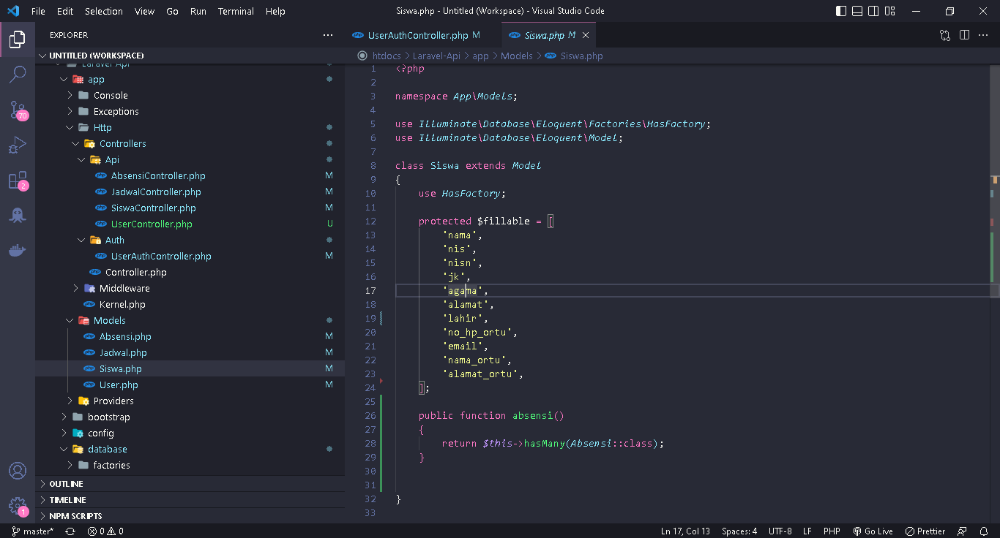 File Edit Selection View Go Run Terminal Help
Siswa.php - Untitled (Workspace) - Visual Studio Code
EXPLORER
UNTITLED (WORKSPACE)
Laravel-Api
app
Console
Exceptions
Http
Controllers
Api
AbsensiController.php M
JadwalController.php M
SiswaController.php M
UserController.php U
Auth
UserAuthController.php M
Controller.php
Middleware
Kernel.php
Models
Absensi.php M
Jadwal.php M
Siswa.php M
User.php M
Providers
bootstrap
config
database
factories
OUTLINE
TIMELINE
NPM SCRIPTS
70
2
1
UserAuthController.php M
Siswa.php M
htdocs > Laravel-Api > app > Models > Siswa.php
1 <?php
2
3 namespace App\Models;
4
5 use Illuminate\Database\Eloquent\Factories\HasFactory;
6 use Illuminate\Database\Eloquent\Model;
7
8 class Siswa extends Model
9 {
10 use HasFactory;
11
12 protected $fillable = [
13 'nama',
14 'nis',
15 'nisn',
16 'jk',
17 'agama',
18 'alamat',
19 'lahir',
20 'no_hp_ortu',
21 'email',
22 'nama_ortu',
23 'alamat_ortu',
24 ];
25
26 public function absensi()
27 {
28 return $this->hasMany(Absensi::class);
29 }
30
31
32 }
33
master* 0 0
Ln 17, Col 13 Spaces: 4 UTF-8 LF PHP Go Live Prettier